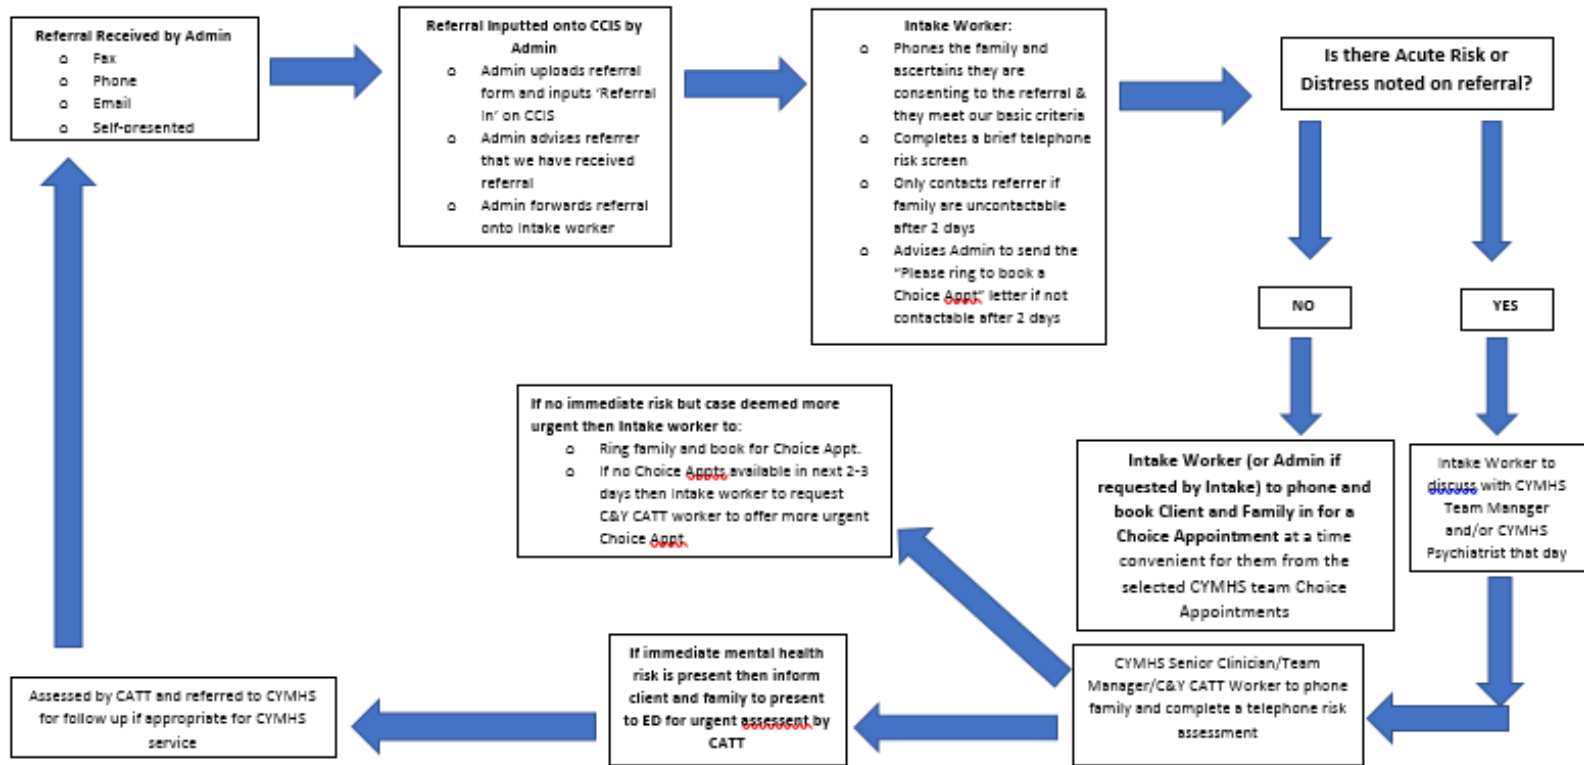 Referral Received by Admin
o Fax
o Phone
o Email
o Self-presented
Referral Inputted onto CCIS by
Admin
o Admin uploads referral
form and inputs ‘Referral
In’ on CCIS
o Admin advises referrer
that we have received
referral
o Admin forwards referral
onto Intake worker
Intake Worker:
o Phones the family and
ascertains they are
consenting to the referral &
they meet our basic criteria
o Completes a brief telephone
risk screen
o Only contacts referrer if
family are uncontactable
after 2 days
o Advises Admin to send the
“Please ring to book a
Choice Appt” letter if not
contactable after 2 days
Is there Acute Risk or
Distress noted on referral?
NO
YES
Intake Worker (or Admin if
requested by Intake) to phone and
book Client and Family in for a
Choice Appointment at a time
convenient for them from the
selected CYMHS team Choice
Appointments
Intake Worker to
discuss with CYMHS
Team Manager
and/or CYMHS
Psychiatrist that day
If no immediate risk but case deemed more
urgent then Intake worker to:
o Ring family and book for Choice Appt.
o If no Choice Appts available in next 2-3
days then Intake worker to request
C&Y CATT worker to offer more urgent
Choice Appt
CYMHS Senior Clinician/Team
Manager/C&Y CATT Worker to phone
family and complete a telephone risk
assessment
If immediate mental health
risk is present then inform
client and family to present
to ED for urgent assessent by
CATT
Assessed by CATT and referred to CYMHS
for follow up if appropriate for CYMHS
service